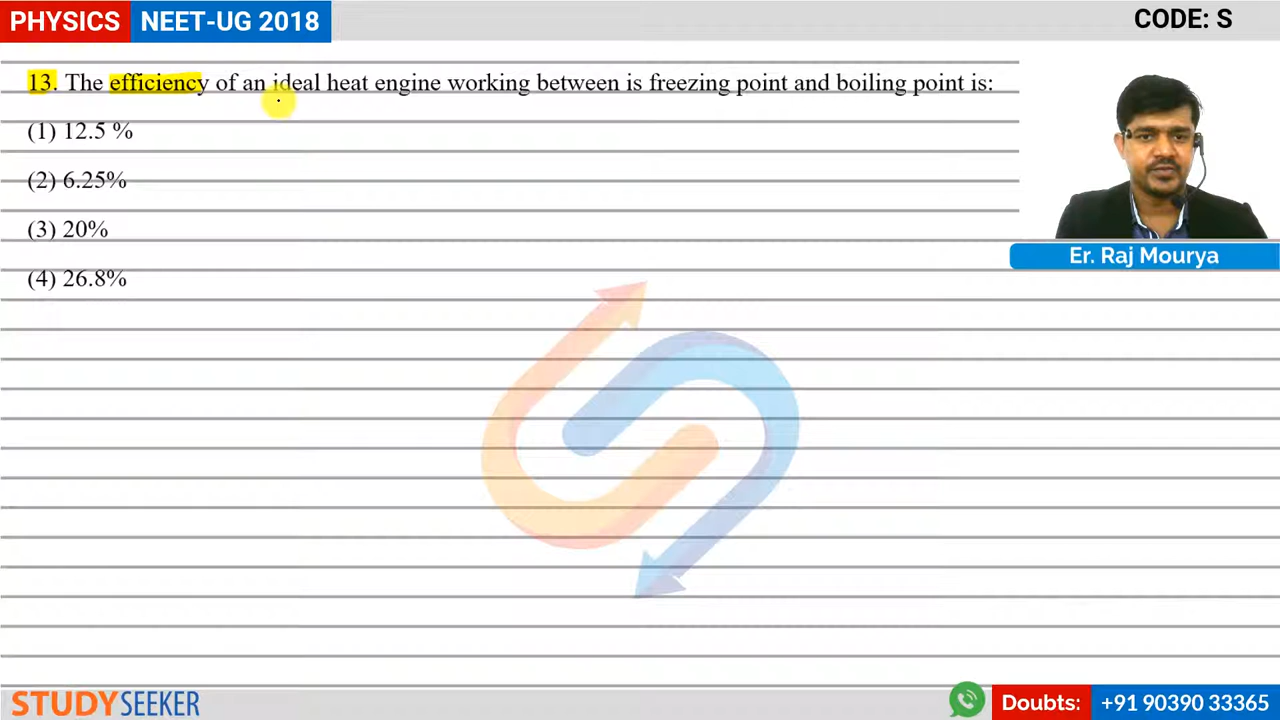 PHYSICS NEET-UG 2018 CODE: S
13. The efficiency of an ideal heat engine working between is freezing point and boiling point is:
(1) 12.5 %
(2) 6.25%
(3) 20%
(4) 26.8%
Er. Raj Mourya
STUDYSEEKER Doubts: +91 90390 33365